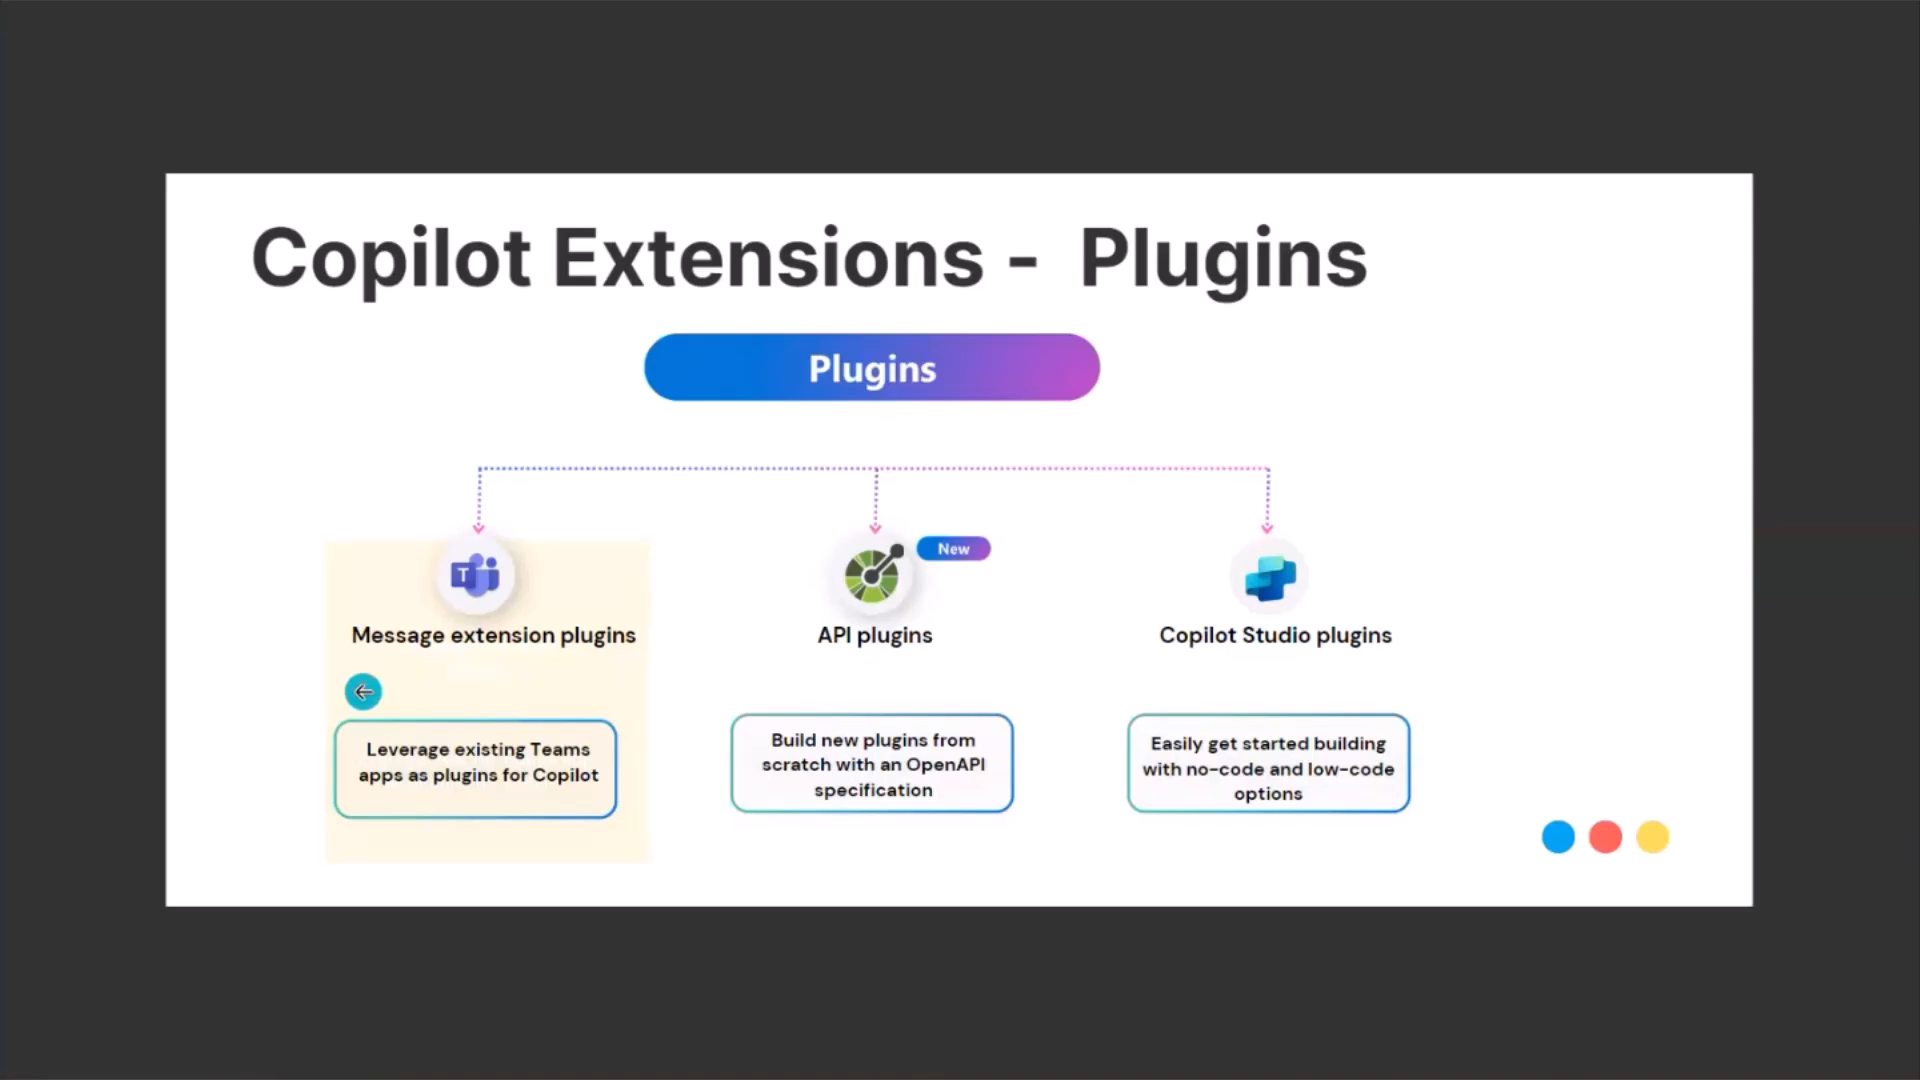 Copilot Extensions - Plugins
Plugins
New
T
Message extension plugins
API plugins
Copilot Studio plugins
Leverage existing Teams
apps as plugins for Copilot
Build new plugins from
scratch with an OpenAPI
specification
Easily get started building
with no-code and low-code
options